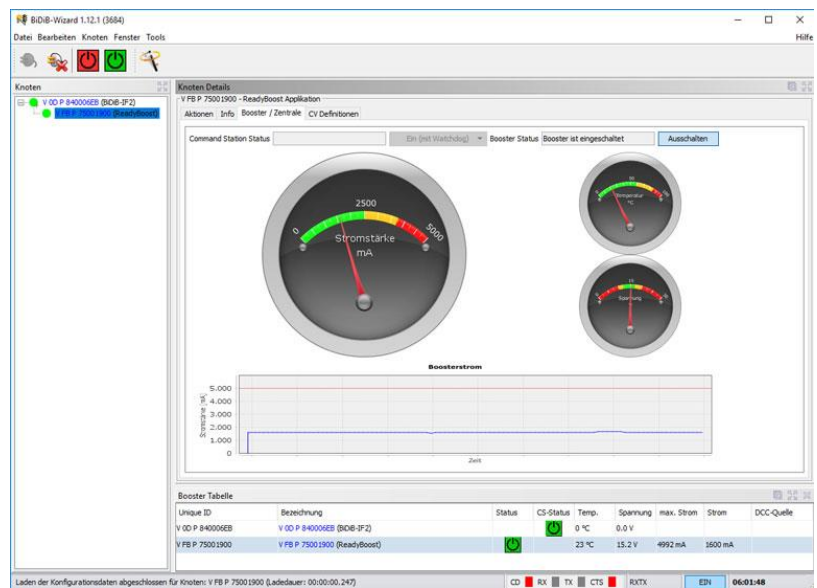 BiDiB-Wizard 1.12.1 (3684)
Datei Bearbeiten Knoten Fenster Tools
Hilfe
Knoten
V 0D P 840006EB (BiDiB-IF2)
V FB P 75001900 (ReadyBoost)
Knoten Details
V FB P 75001900 - ReadyBoost Applikation
Aktionen Info Booster / Zentrale CV Definitionen
Command Station Status Ein (mit Watchdog) Booster Status Booster ist eingeschaltet Ausschalten
0 2500 5000
Stromstärke
mA
0 50 100
Temperatur
°C
Spannung
Boosterstrom
Stromstärke [mA]
5.000
4.000
3.000
2.000
1.000
0
Zeit
Booster Tabelle
Unique ID Bezeichnung Status CS-Status Temp. Spannung max. Strom Strom DCC-Quelle
V 0D P 840006EB V 0D P 840006EB (BiDiB-IF2) 0 °C 0.0 V
V FB P 75001900 V FB P 75001900 (ReadyBoost) 23 °C 15.2 V 4992 mA 1600 mA
Laden der Konfigurationsdaten abgeschlossen für Knoten: V FB P 75001900 (Ladedauer: 00:00:00.247) CD RX TX CTS RXTX EIN 06:01:48